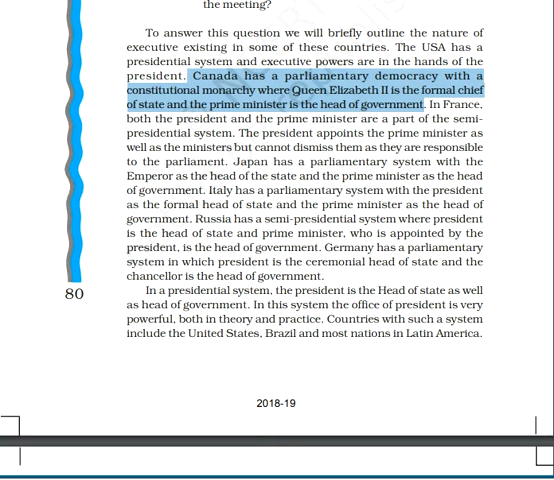 the meeting?
To answer this question we will briefly outline the nature of
executive existing in some of these countries. The USA has a
presidential system and executive powers are in the hands of the
president. Canada has a parliamentary democracy with a
constitutional monarchy where Queen Elizabeth II is the formal chief
of state and the prime minister is the head of government. In France,
both the president and the prime minister are a part of the semi-
presidential system. The president appoints the prime minister as
well as the ministers but cannot dismiss them as they are responsible
to the parliament. Japan has a parliamentary system with the
Emperor as the head of the state and the prime minister as the head
of government. Italy has a parliamentary system with the president
as the formal head of state and the prime minister as the head of
government. Russia has a semi-presidential system where president
is the head of state and prime minister, who is appointed by the
president, is the head of government. Germany has a parliamentary
system in which president is the ceremonial head of state and the
chancellor is the head of government.
80
In a presidential system, the president is the Head of state as well
as head of government. In this system the office of president is very
powerful, both in theory and practice. Countries with such a system
include the United States, Brazil and most nations in Latin America.
2018-19